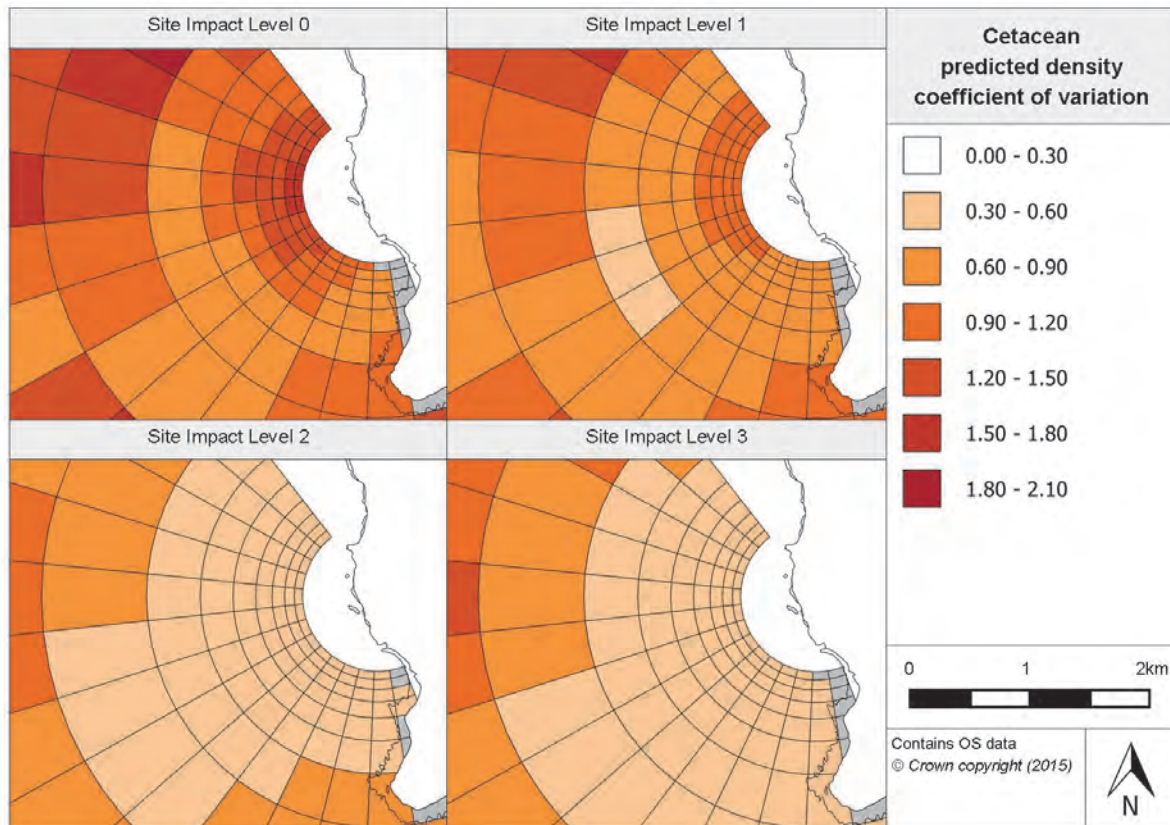 Site Impact Level 0
Site Impact Level 1
Site Impact Level 2
Site Impact Level 3
Cetacean
predicted density
coefficient of variation
0.00 - 0.30
0.30 - 0.60
0.60 - 0.90
0.90 - 1.20
1.20 - 1.50
1.50 - 1.80
1.80 - 2.10
0 1 2km
Contains OS data
© Crown copyright (2015)
N